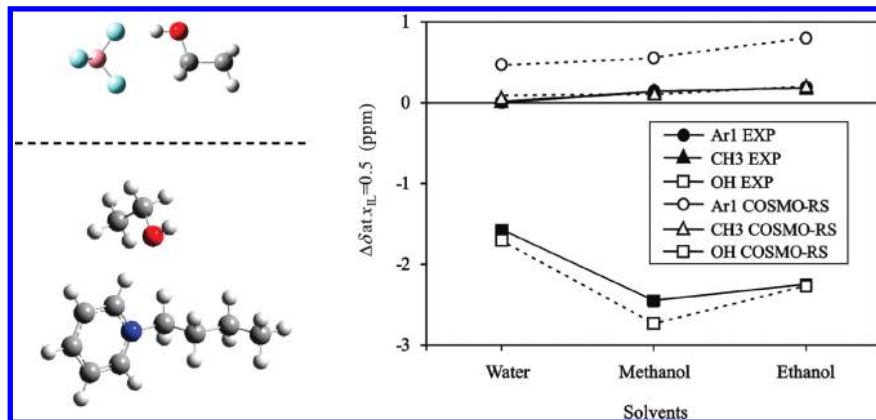 1
0
-1
-2
-3
Δδ at x_IL=0.5 (ppm)
Ar1 EXP
CH3 EXP
OH EXP
Ar1 COSMO-RS
CH3 COSMO-RS
OH COSMO-RS
Water Methanol Ethanol
Solvents